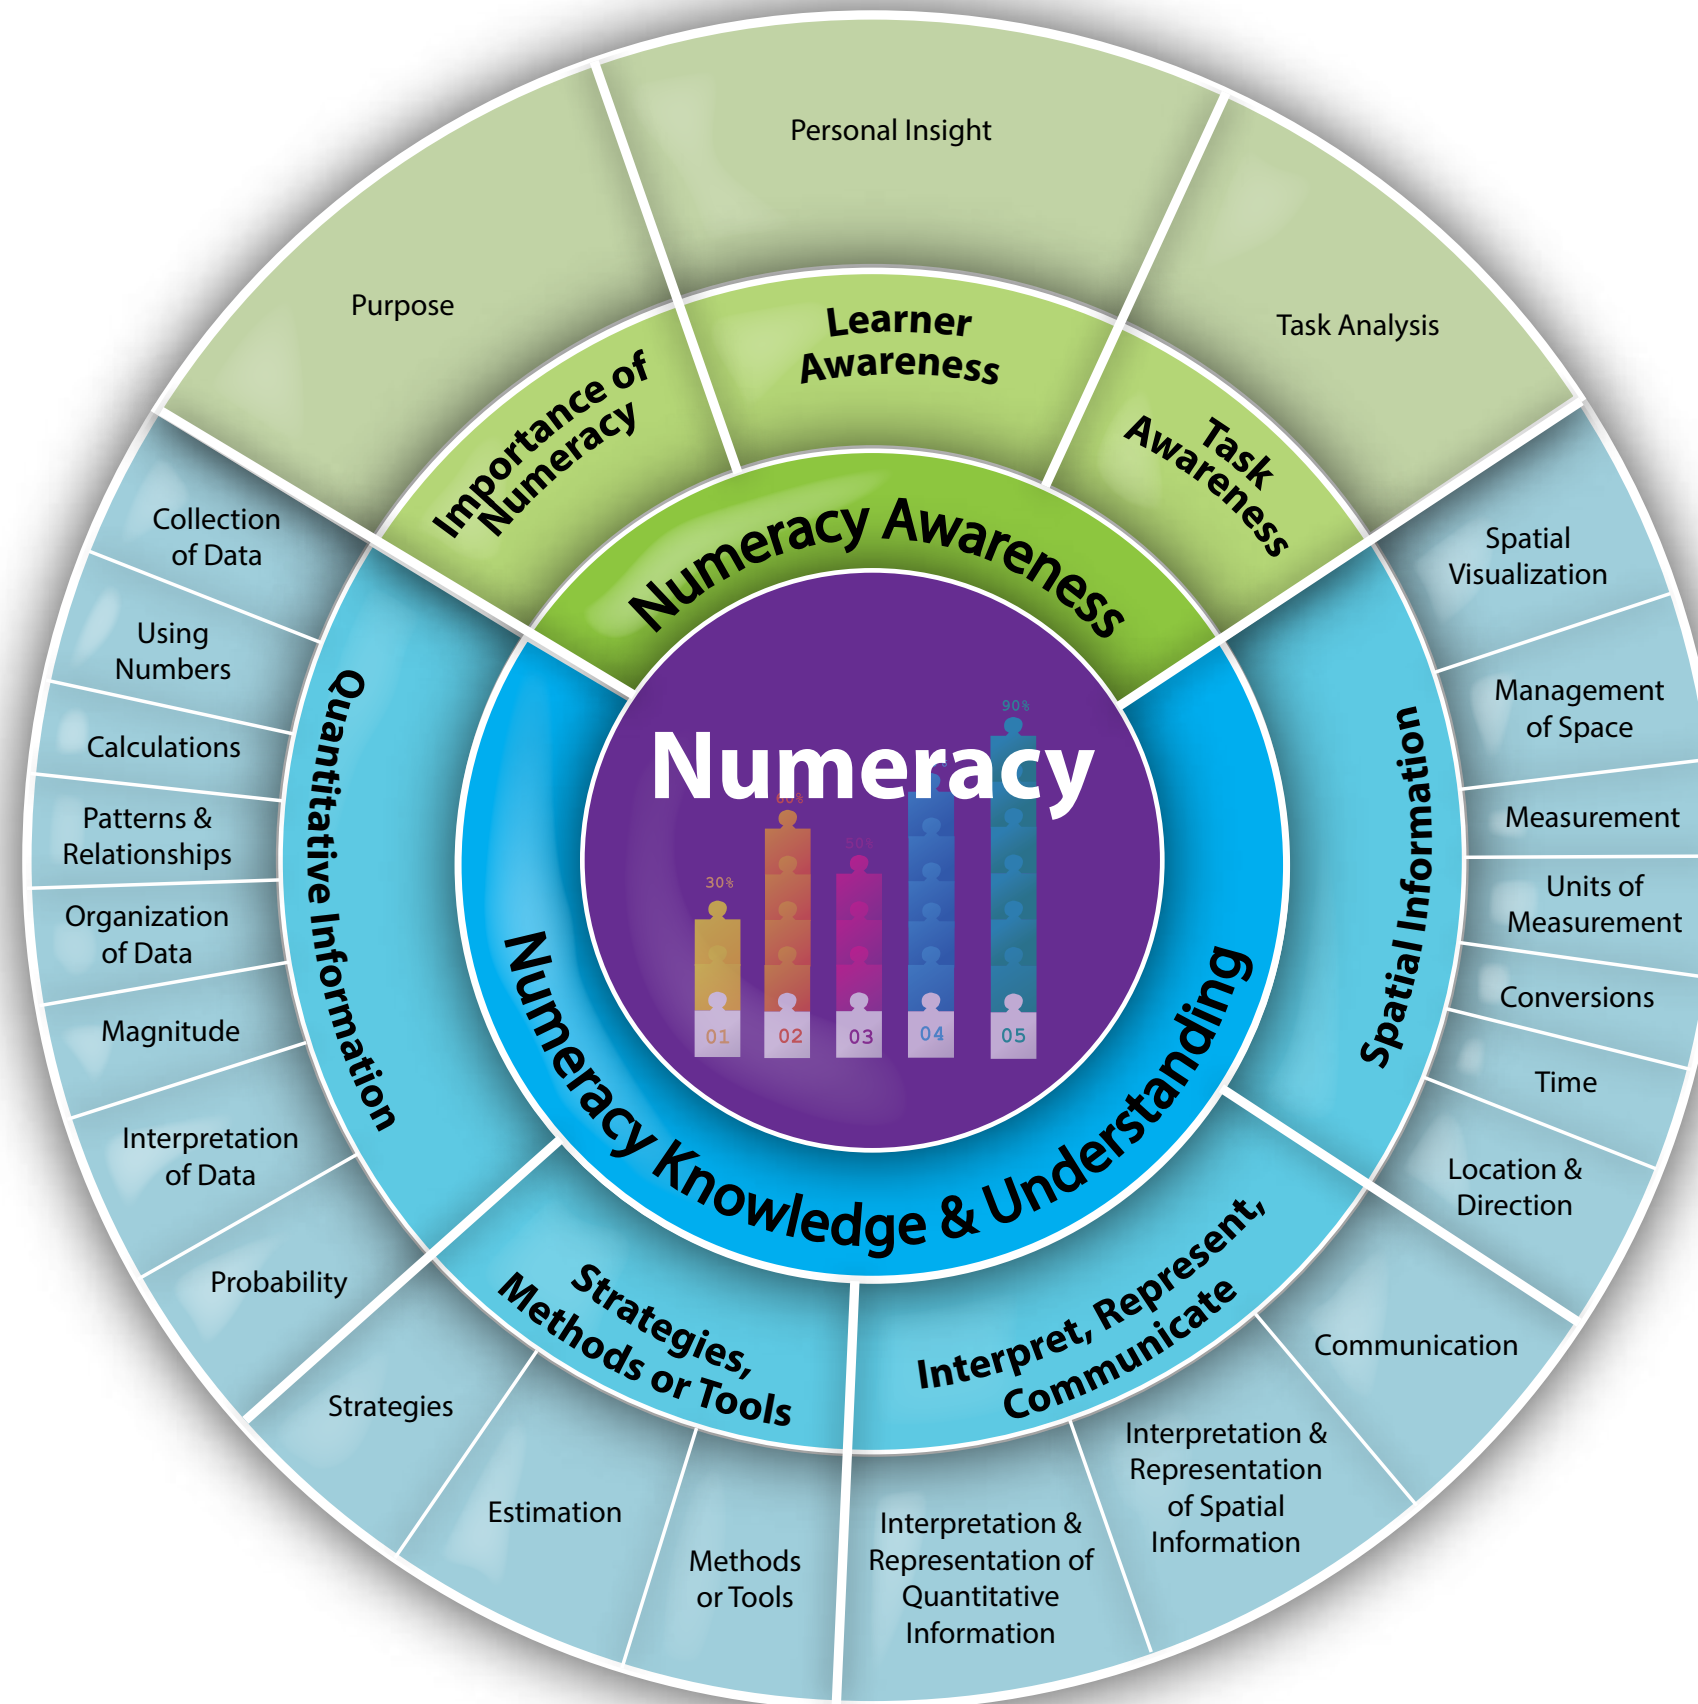 Personal Insight
Purpose
Task Analysis
Learner
Awareness
Importance of
Numeracy
Task
Awareness
Numeracy Awareness
Collection
of Data
Using
Numbers
Calculations
Patterns &
Relationships
Organization
of Data
Magnitude
Interpretation
of Data
Probability
Quantitative Information
Numeracy
90%
60%
50%
30%
01
02
03
04
05
Numeracy Knowledge & Understanding
Spatial Information
Spatial
Visualization
Management
of Space
Measurement
Units of
Measurement
Conversions
Time
Location &
Direction
Strategies,
Methods or Tools
Interpret, Represent,
Communicate
Strategies
Estimation
Methods
or Tools
Interpretation &
Representation of
Quantitative
Information
Interpretation &
Representation
of Spatial
Information
Communication